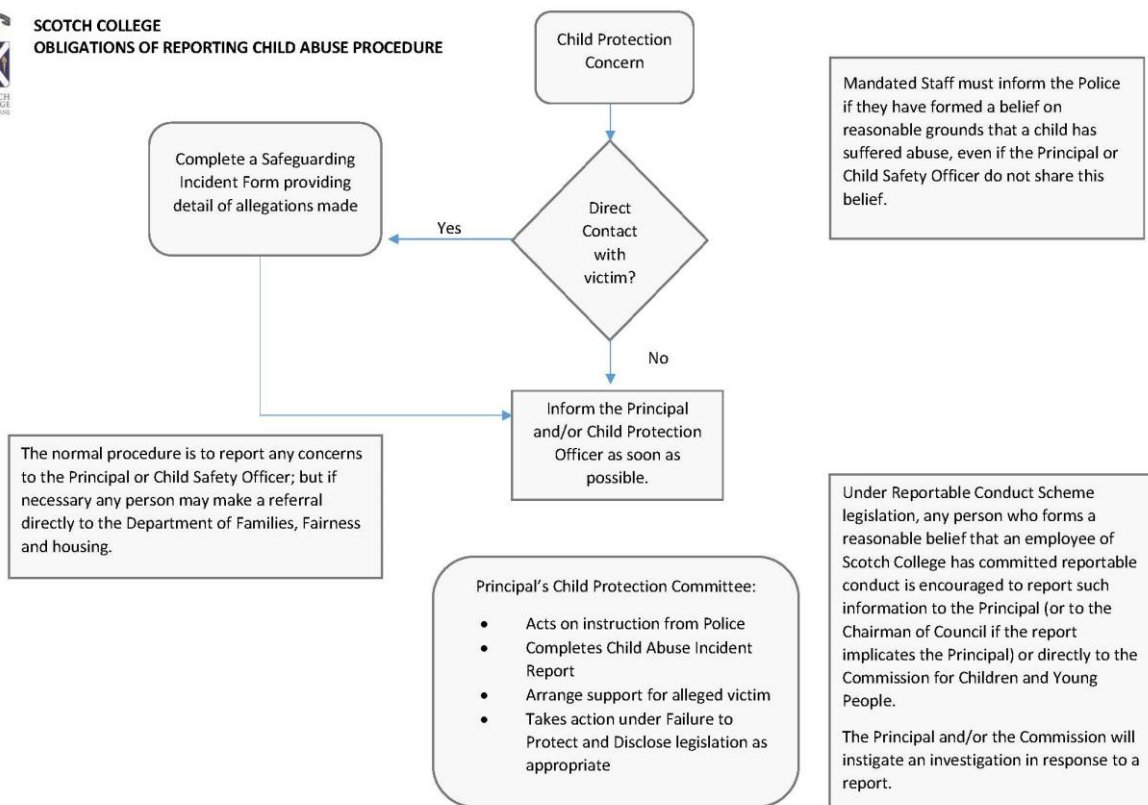 SCOTCH COLLEGE
OBLIGATIONS OF REPORTING CHILD ABUSE PROCEDURE
Child Protection
Concern
Mandated Staff must inform the Police
if they have formed a belief on
reasonable grounds that a child has
suffered abuse, even if the Principal or
Child Safety Officer do not share this
belief.
Complete a Safeguarding
Incident Form providing
detail of allegations made
Yes
Direct
Contact
with
victim?
No
Inform the Principal
and/or Child Protection
Officer as soon as
possible.
The normal procedure is to report any concerns
to the Principal or Child Safety Officer; but if
necessary any person may make a referral
directly to the Department of Families, Fairness
and housing.
Principal's Child Protection Committee:
• Acts on instruction from Police
• Completes Child Abuse Incident
Report
• Arrange support for alleged victim
• Takes action under Failure to
Protect and Disclose legislation as
appropriate
Under Reportable Conduct Scheme
legislation, any person who forms a
reasonable belief that an employee of
Scotch College has committed reportable
conduct is encouraged to report such
information to the Principal (or to the
Chairman of Council if the report
implicates the Principal) or directly to the
Commission for Children and Young
People.
The Principal and/or the Commission will
instigate an investigation in response to a
report.